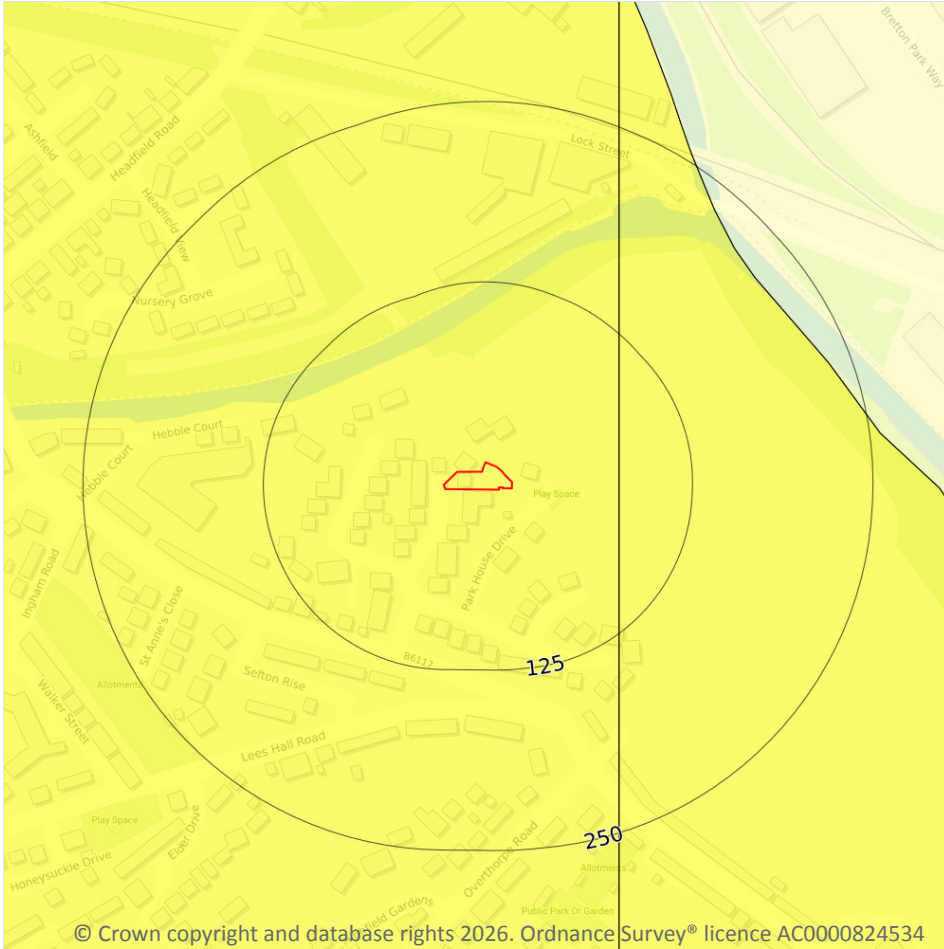 Bretton Park Way
Ashfield
Headfield Road
Lock Street
Headfield View
Nursery Grove
Hebble Court
Hebble Court
Play Space
Park House Drive
Ingham Road
St Anne's Close
B6117
125
Sefton Rise
Allotments
Walker Street
Lees Hall Road
Play Space
Elder Drive
250
Honeysuckle Drive
Overthorpe Road
Allotments
field Gardens
Public Park Or Garden
© Crown copyright and database rights 2026. Ordnance Survey® licence AC0000824534